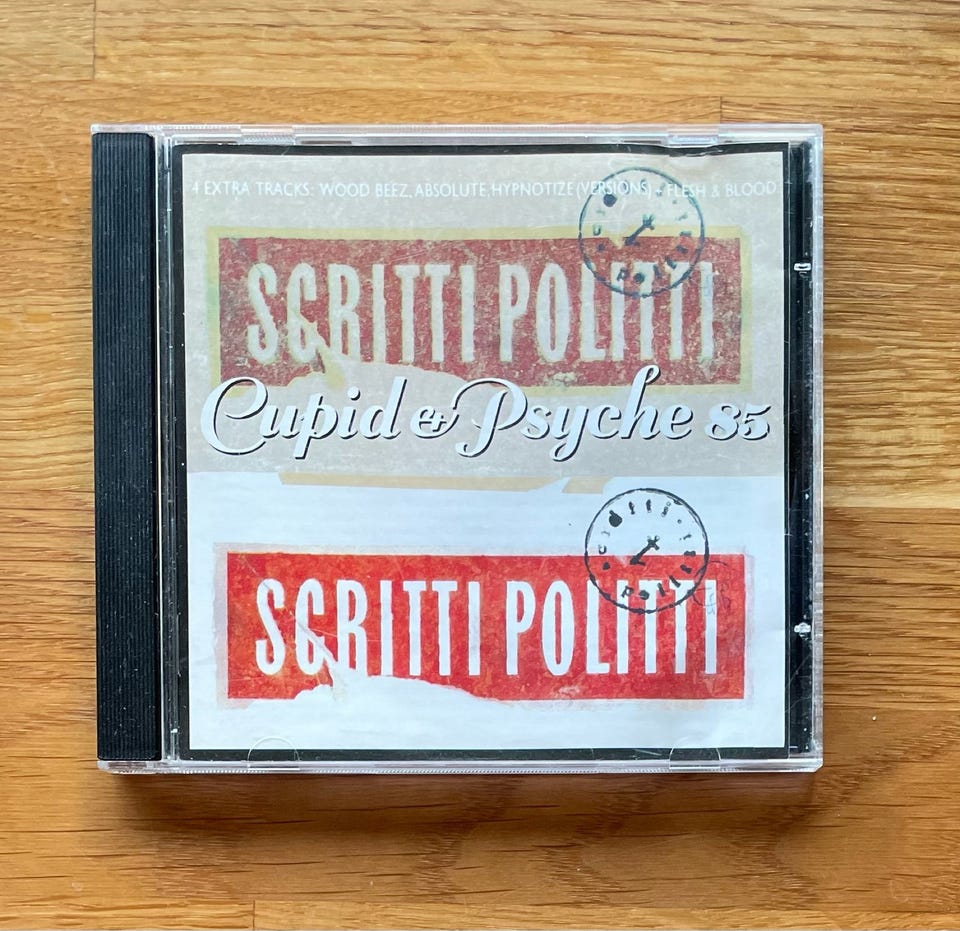 4 EXTRA TRACKS: WOOD BEEZ, ABSOLUTE, HYPNOTIZE (VERSIONS) + FLESH & BLOOD
SCRITTI POLITTI
Cupid & Psyche 85
SCRITTI POLITTI